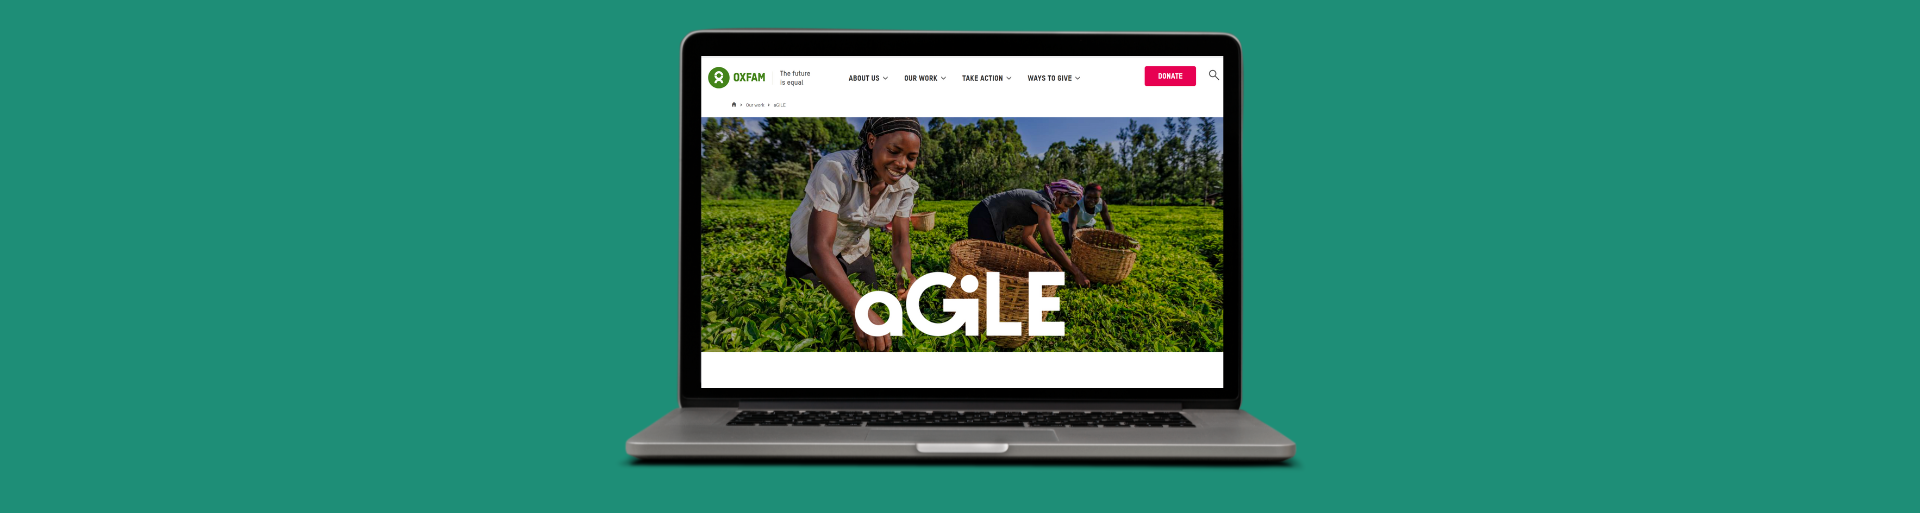 OXFAM
The future
is equal
ABOUT US
OUR WORK
TAKE ACTION
WAYS TO GIVE
DONATE
Our work
aGiLE
aGiLE